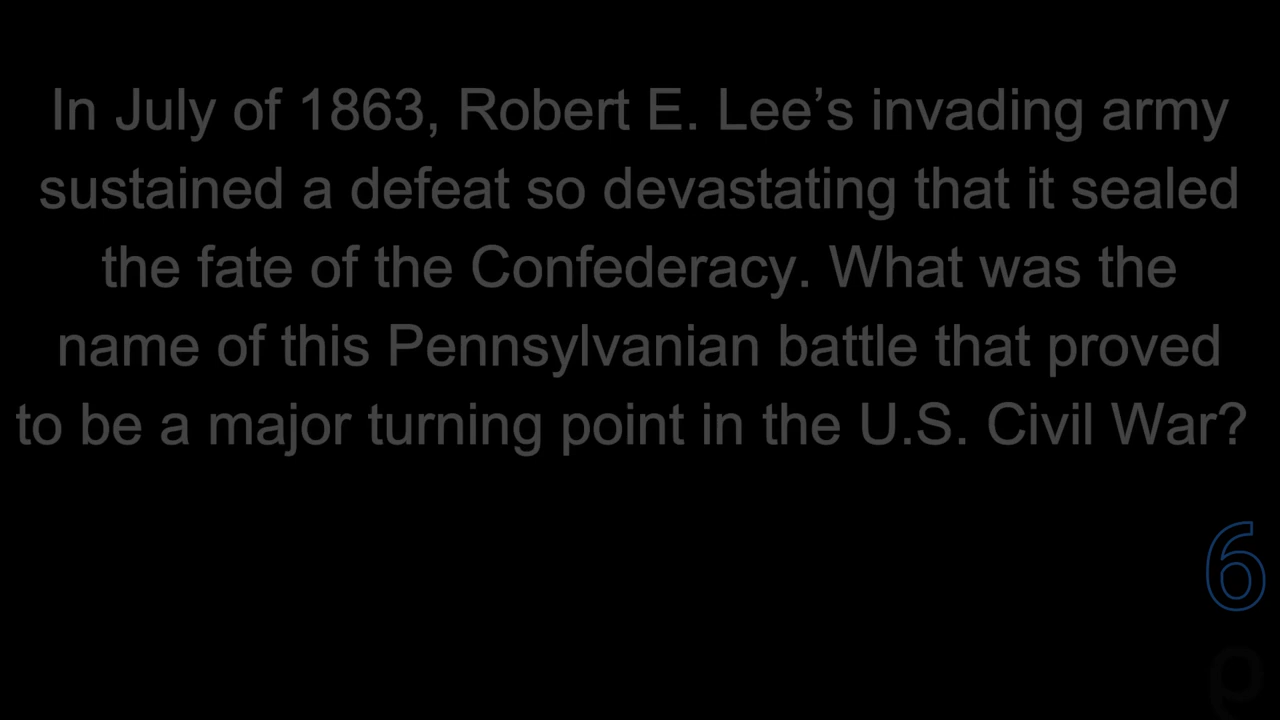 In July of 1863, Robert E. Lee’s invading army
sustained a defeat so devastating that it sealed
the fate of the Confederacy. What was the
name of this Pennsylvanian battle that proved
to be a major turning point in the U.S. Civil War?
6